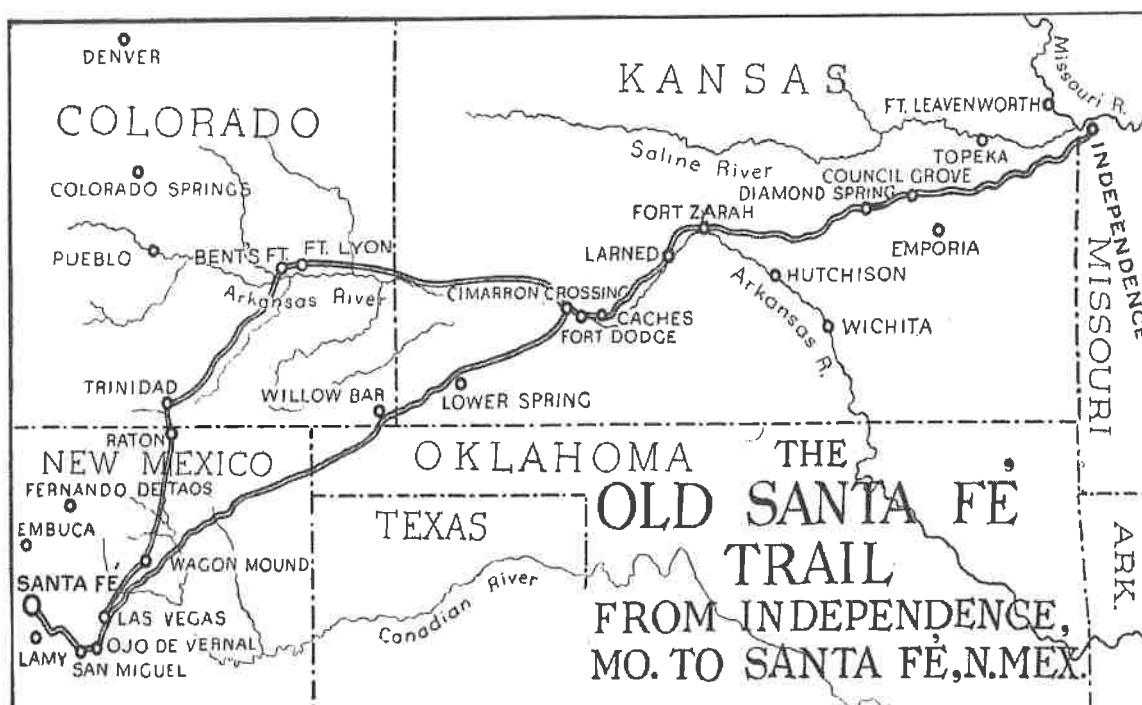 DENVER
COLORADO
COLORADO SPRINGS
PUEBLO
BENT'S FT.
FT. LYON
Arkansas River
TRINIDAD
WILLOW BAR
KANSAS
Saline River
FT. LEAVENWORTH
Missouri R.
TOPEKA
INDEPENDENCE
COUNCIL GROVE
DIAMOND SPRING
FORT ZARAH
EMPORIA
LARNED
HUTCHISON
Arkansas R.
WICHITA
CIMARRON CROSSING
CACHES
FORT DODGE
LOWER SPRING
MISSOURI
ARK.
RATON
NEW MEXICO
FERNANDO DE TAOS
EMBUCA
SANTA FÉ
WAGON MOUND
LAS VEGAS
OJO DE VERNAL
LAMY
SAN MIGUEL
OKLAHOMA
TEXAS
Canadian River
THE
OLD SANTA FÉ
TRAIL
FROM INDEPENDENCE,
MO. TO SANTA FÉ, N.MEX.